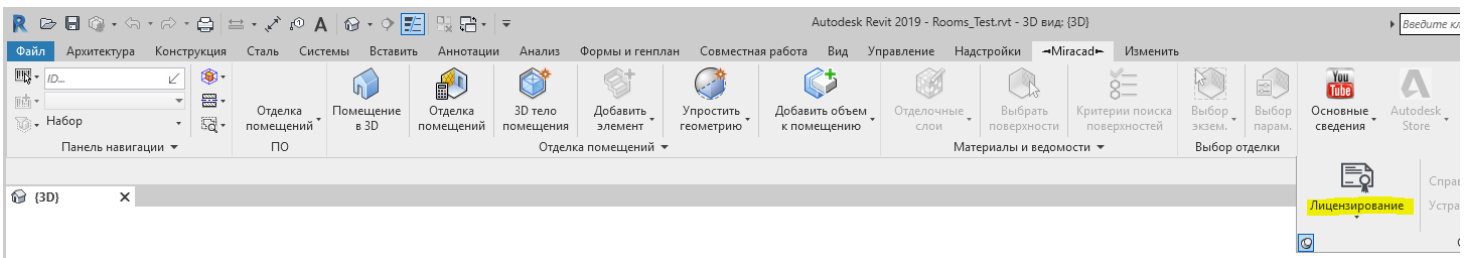 Autodesk Revit 2019 - Rooms_Test.rvt - 3D вид: {3D}
Введите кл
Файл Архитектура Конструкция Сталь Системы Вставить Аннотации Анализ Формы и генплан Совместная работа Вид Управление Надстройки Miracad Изменить
ID...
Набор
Отделка помещений
Помещение в 3D
Отделка помещений
3D тело помещения
Добавить элемент
Упростить геометрию
Добавить объем к помещению
Отделочные слои
Выбрать поверхности
Критерии поиска поверхностей
Выбор экзем.
Выбор парам.
You Tube
Основные сведения
Autodesk Store
Панель навигации
ПО
Отделка помещений
Материалы и ведомости
Выбор отделки
{3D}
Лицензирование
Справ
Устра